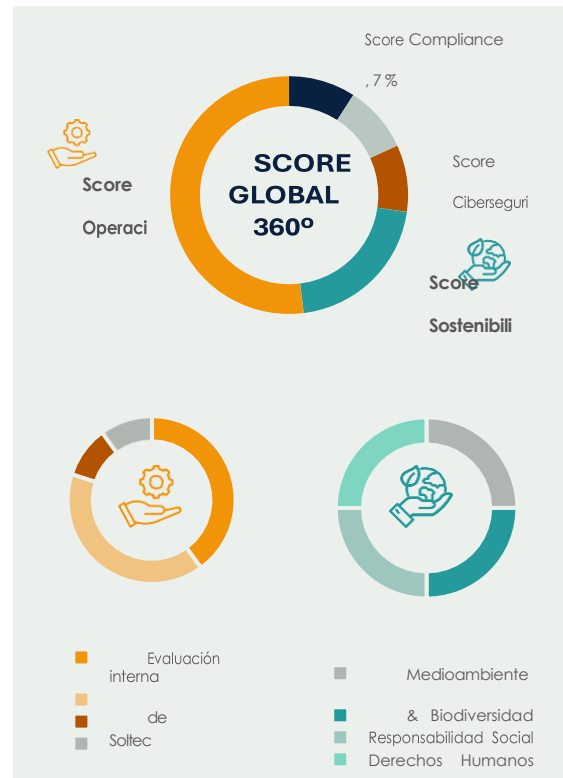 Score Compliance
, 7 %
SCORE
GLOBAL
360º
Score
Operaci
Score
Ciberseguri
Score
Sostenibili
Evaluación
interna
de
Soltec
Medioambiente
& Biodiversidad
Responsabilidad Social
Derechos Humanos